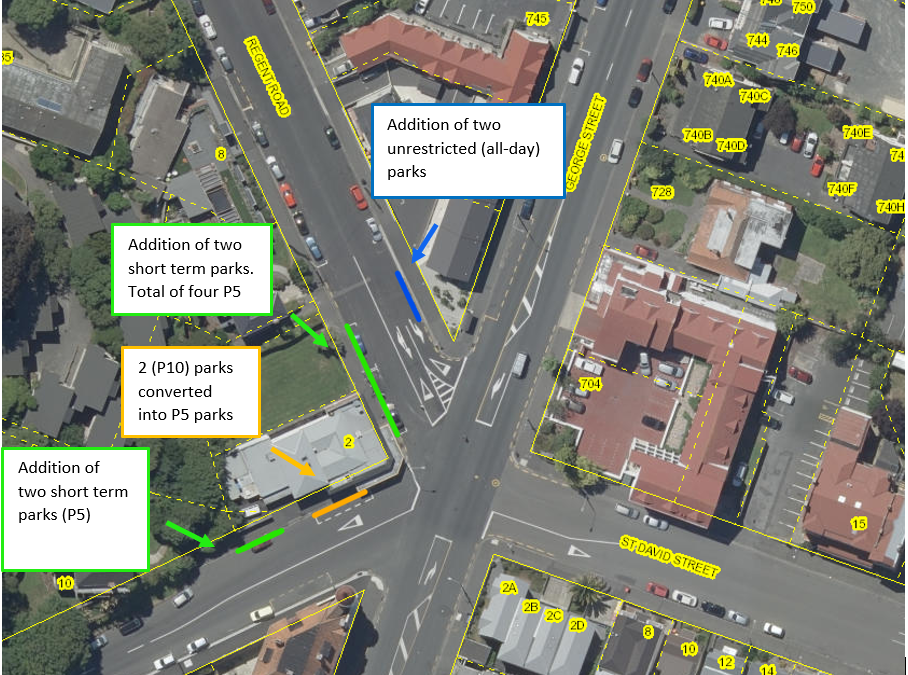 745
750
744
746
35
REGENT ROAD
740A
740C
Addition of two
unrestricted (all-day)
parks
GEORGE STREET
740B
740D
740E
8
728
740F
740H
Addition of two
short term parks.
Total of four P5
2 (P10) parks
converted
into P5 parks
704
2
Addition of
two short term
parks (P5)
15
ST DAVID STREET
10
2A
2B
2C
2D
8
10
12
14